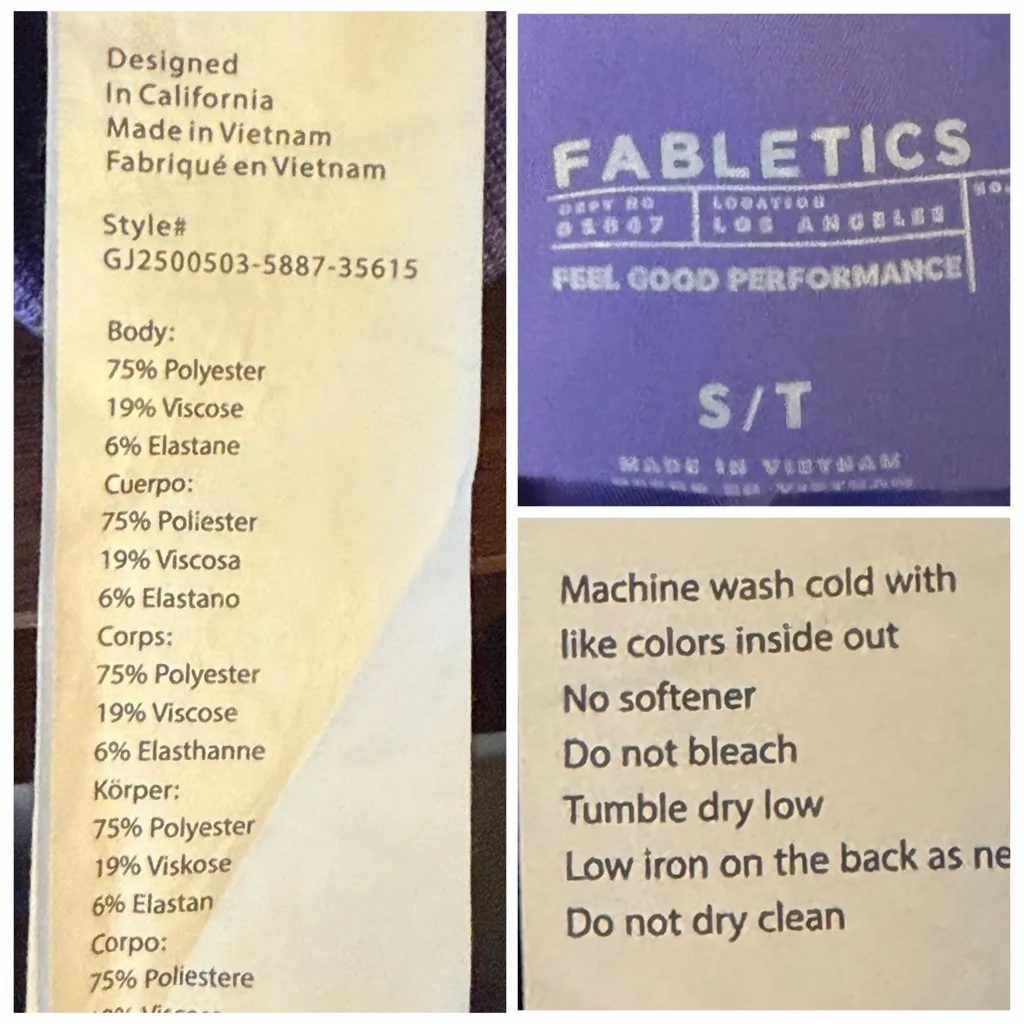 Designed
In California
Made in Vietnam
Fabriqué en Vietnam
Style#
GJ2500503-5887-35615
Body:
75% Polyester
19% Viscose
6% Elastane
Cuerpo:
75% Poliester
19% Viscosa
6% Elastano
Corps:
75% Polyester
19% Viscose
6% Elasthanne
Körper:
75% Polyester
19% Viskose
6% Elastan
Corpo:
75% Poliestere
FABLETICS
DEPT NO
LOCATION
NO.
LOS ANGELES
FEEL GOOD PERFORMANCE
S/T
MADE IN VIETNAM
Machine wash cold with
like colors inside out
No softener
Do not bleach
Tumble dry low
Low iron on the back as ne
Do not dry clean